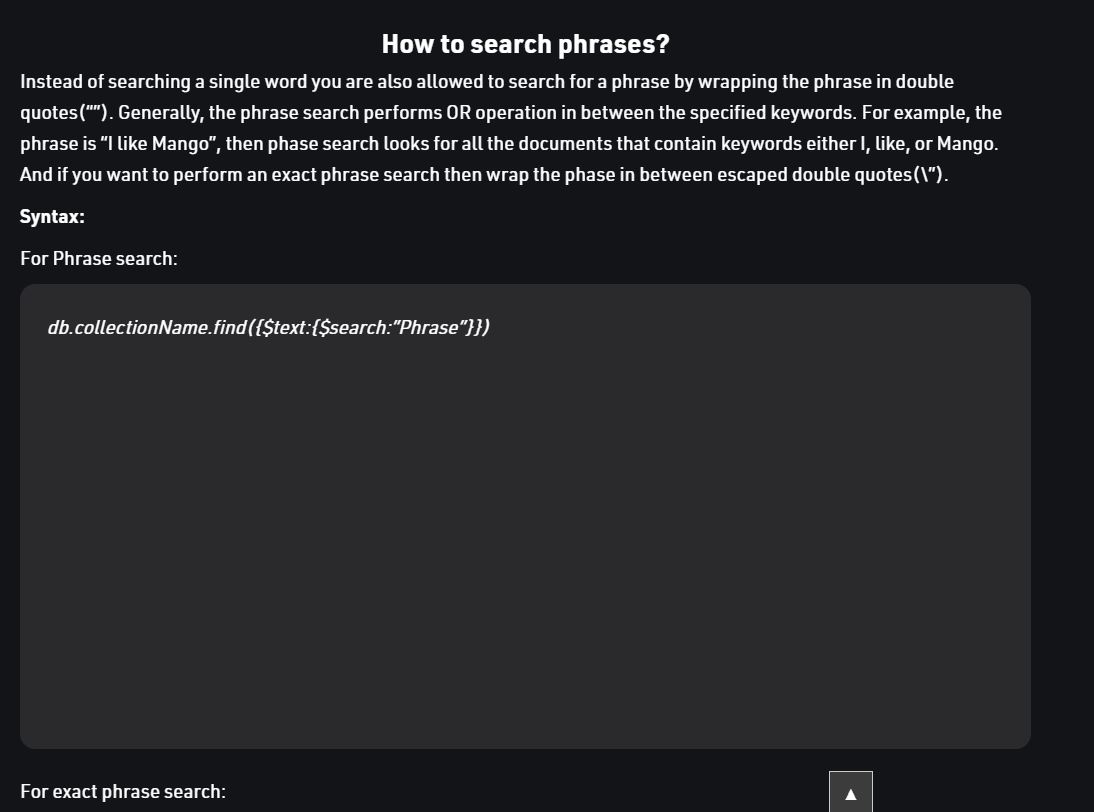 How to search phrases?
Instead of searching a single word you are also allowed to search for a phrase by wrapping the phrase in double
quotes(“”). Generally, the phrase search performs OR operation in between the specified keywords. For example, the
phrase is “I like Mango”, then phase search looks for all the documents that contain keywords either I, like, or Mango.
And if you want to perform an exact phrase search then wrap the phase in between escaped double quotes(\”).
Syntax:
For Phrase search:
db.collectionName.find({$text:{$search:”Phrase”}})
For exact phrase search:
▲